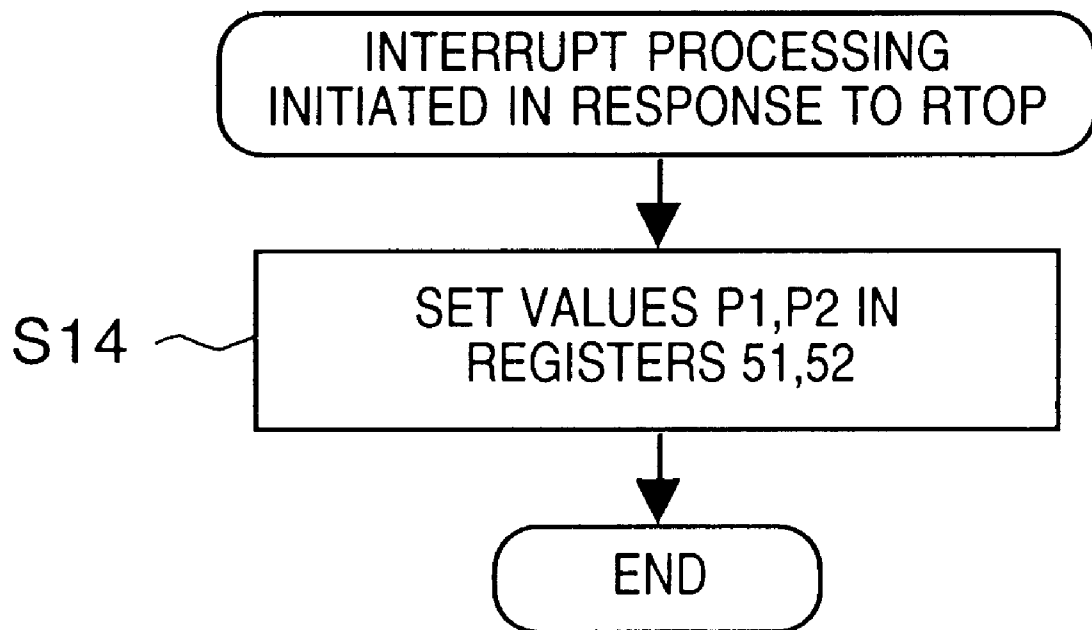 INTERRUPT PROCESSING
INITIATED IN RESPONSE TO RTOP
S14
SET VALUES P1,P2 IN
REGISTERS 51,52
END